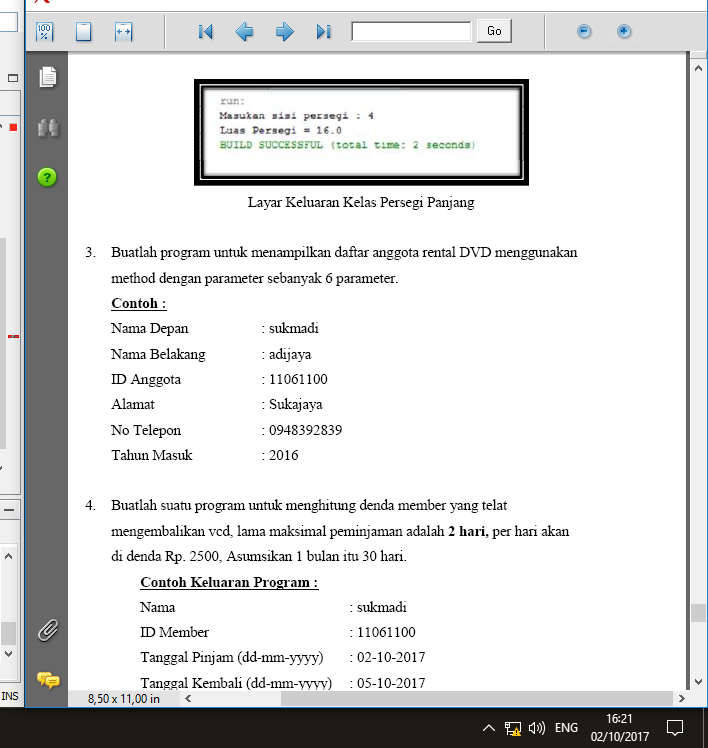 100
%
Go
run:
Masukan sisi persegi : 4
Luas Persegi = 16.0
BUILD SUCCESSFUL (total time: 2 seconds)
Layar Keluaran Kelas Persegi Panjang
3. Buatlah program untuk menampilkan daftar anggota rental DVD menggunakan
method dengan parameter sebanyak 6 parameter.
Contoh :
Nama Depan : sukmadi
Nama Belakang : adijaya
ID Anggota : 11061100
Alamat : Sukajaya
No Telepon : 0948392839
Tahun Masuk : 2016
4. Buatlah suatu program untuk menghitung denda member yang telat
mengembalikan vcd, lama maksimal peminjaman adalah 2 hari, per hari akan
di denda Rp. 2500, Asumsikan 1 bulan itu 30 hari.
Contoh Keluaran Program :
Nama : sukmadi
ID Member : 11061100
Tanggal Pinjam (dd-mm-yyyy) : 02-10-2017
Tanggal Kembali (dd-mm-yyyy) : 05-10-2017
INS
8,50 x 11,00 in
ENG
16:21
02/10/2017